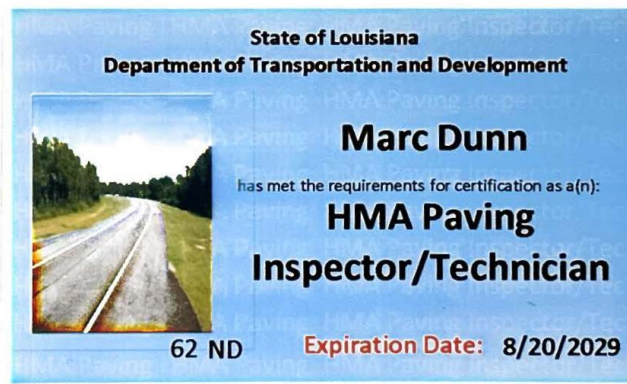 State of Louisiana
Department of Transportation and Development
Marc Dunn
has met the requirements for certification as a(n):
HMA Paving
Inspector/Technician
62 ND
Expiration Date: 8/20/2029